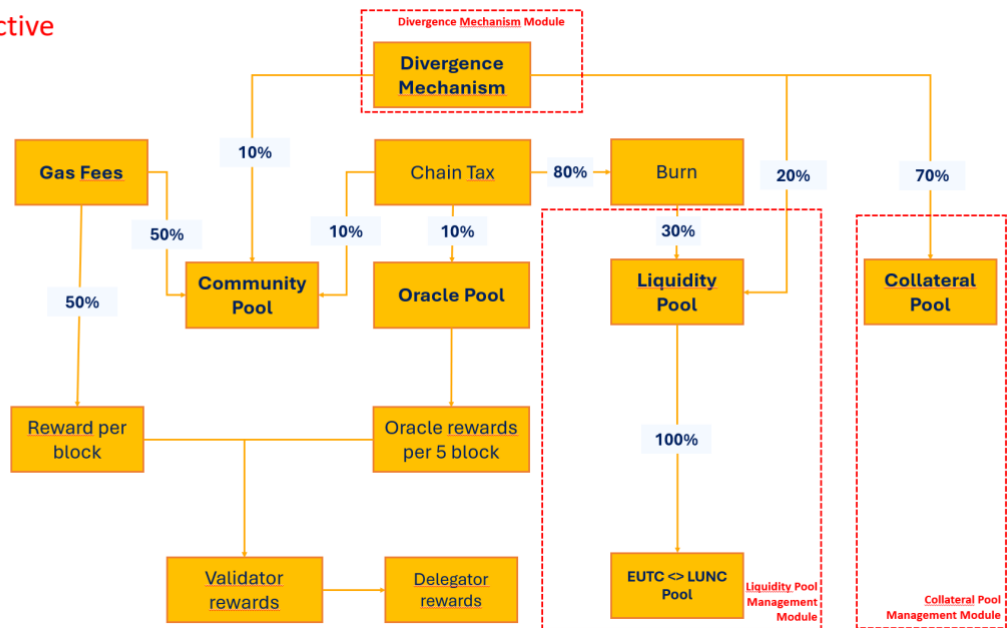 ctive
Divergence Mechanism Module
Divergence
Mechanism
10%
Gas Fees
Chain Tax
80%
Burn
20%
70%
50%
10%
10%
30%
Community
Pool
Oracle Pool
Liquidity
Pool
Collateral
Pool
50%
Reward per
block
Oracle rewards
per 5 block
100%
Validator
rewards
Delegator
rewards
EUTC <> LUNC
Pool
Liquidity Pool
Management
Module
Collateral Pool
Management Module